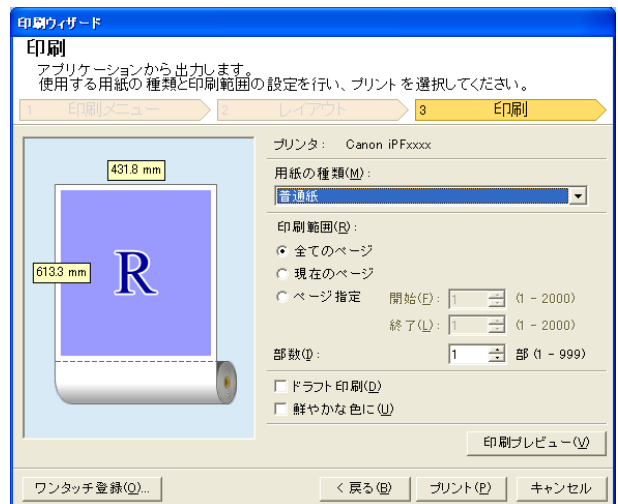 印刷ウィザード
印刷
アプリケーションから出力します。
使用する用紙の種類と印刷範囲の設定を行い、プリントを選択してください。
1 印刷メニュー 2 レイアウト 3 印刷
プリンタ： Canon iPFxxxx
431.8 mm
用紙の種類(M)：
普通紙
印刷範囲(R)：
全てのページ
613.3 mm
R
現在のページ
ページ指定 開始(F)： 1 (1 - 2000)
終了(L)： 1 (1 - 2000)
部数(I)： 1 部 (1 - 999)
ドラフト印刷(D)
鮮やかな色に(U)
印刷プレビュー(V)
ワンタッチ登録(O)... < 戻る(B) プリント(P) キャンセル